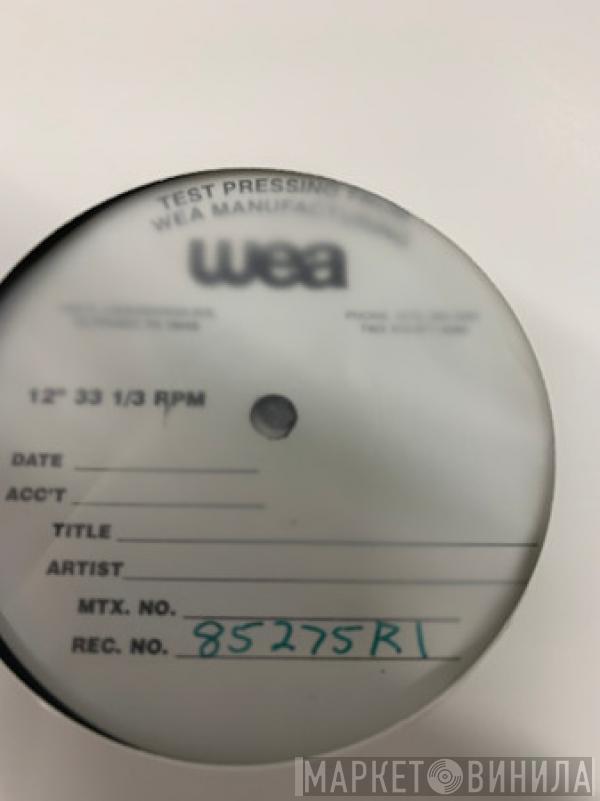 TEST PRESSING FROM
WEA MANUFACTURING
wea
12" 33 1/3 RPM
DATE
ACC'T
TITLE
ARTIST
MTX. NO.
REC. NO. 85275R1
МАРКЕТ ВИНИЛА